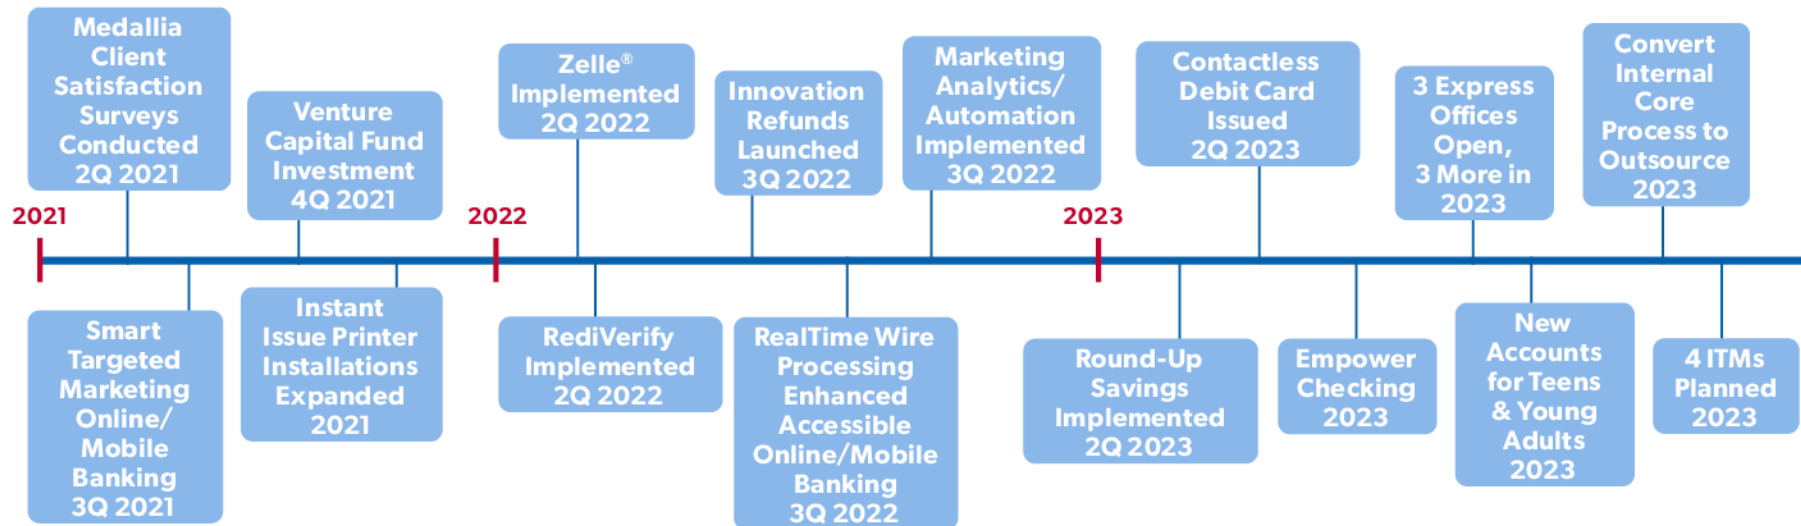 Medallia
Client
Satisfaction
Surveys
Conducted
2Q 2021
Venture
Capital Fund
Investment
4Q 2021
Zelle®
Implemented
2Q 2022
Innovation
Refunds
Launched
3Q 2022
Marketing
Analytics/
Automation
Implemented
3Q 2022
Contactless
Debit Card
Issued
2Q 2023
3 Express
Offices
Open,
3 More in
2023
Convert
Internal
Core
Process to
Outsource
2023
2021
2022
2023
Smart
Targeted
Marketing
Online/
Mobile
Banking
3Q 2021
Instant
Issue Printer
Installations
Expanded
2021
RediVerify
Implemented
2Q 2022
RealTime Wire
Processing
Enhanced
Accessible
Online/Mobile
Banking
3Q 2022
Round-Up
Savings
Implemented
2Q 2023
Empower
Checking
2023
New
Accounts
for Teens
& Young
Adults
2023
4 ITMs
Planned
2023